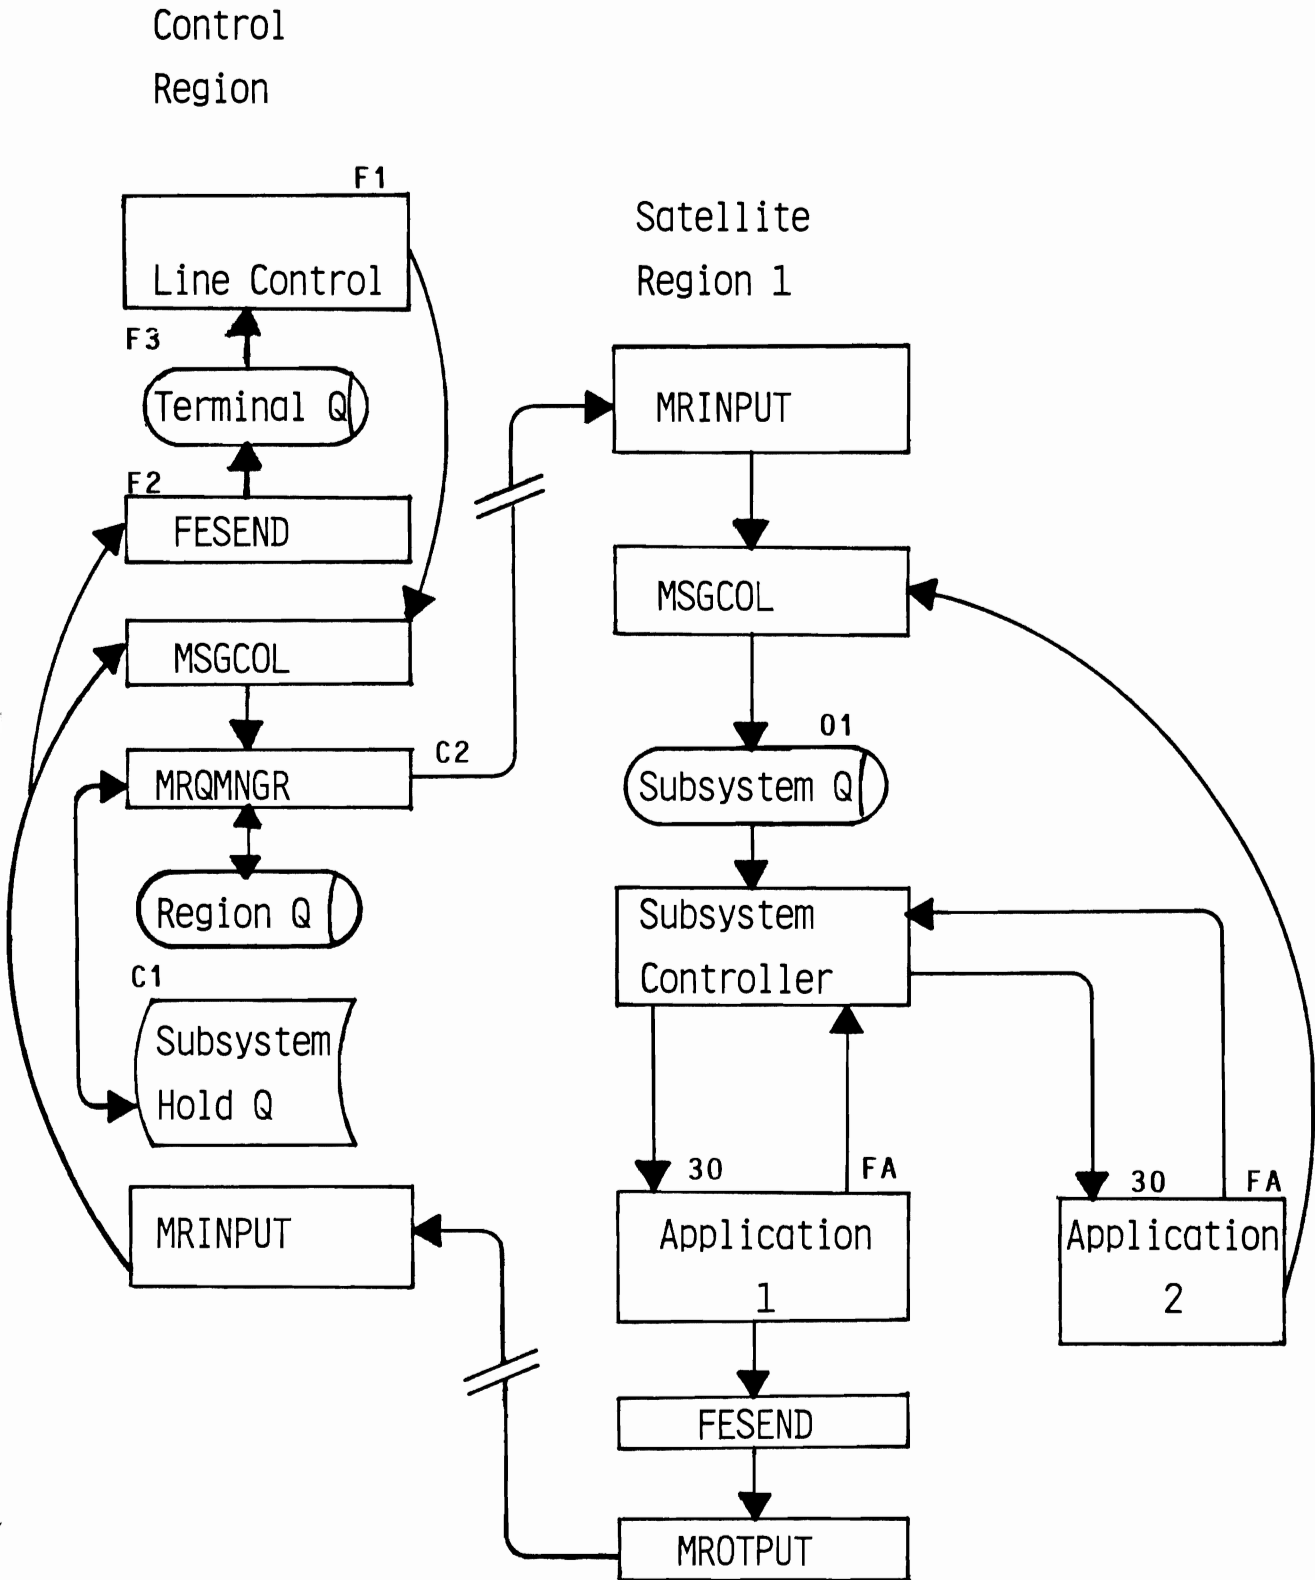 Control
Region
F1
Line Control
F3
Terminal Q
F2
FESEND
MSGCOL
MRQMNGR
C2
Region Q
C1
Subsystem
Hold Q
MRINPUT
Satellite
Region 1
MRINPUT
MSGCOL
01
Subsystem Q
Subsystem
Controller
30
FA
Application
1
30
FA
Application
2
FESEND
MROTPUT